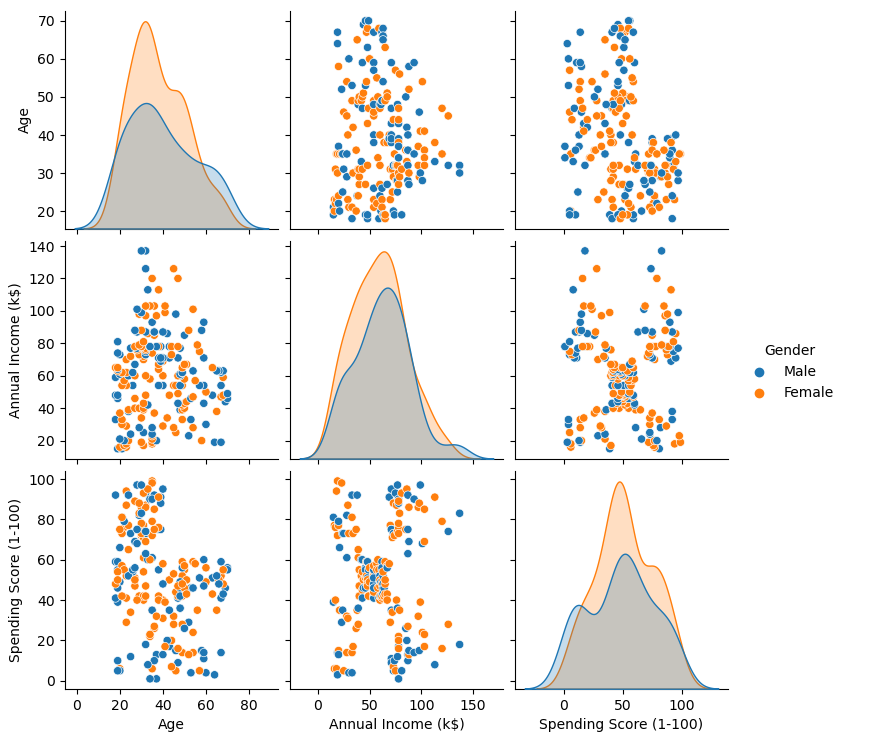 70
60
50
40
30
20
Age
140
120
100
80
60
40
20
Annual Income (k$)
Gender
Male
Female
100
80
60
40
20
0
Spending Score (1-100)
0 20 40 60 80
Age
0 50 100 150
Annual Income (k$)
0 50 100
Spending Score (1-100)